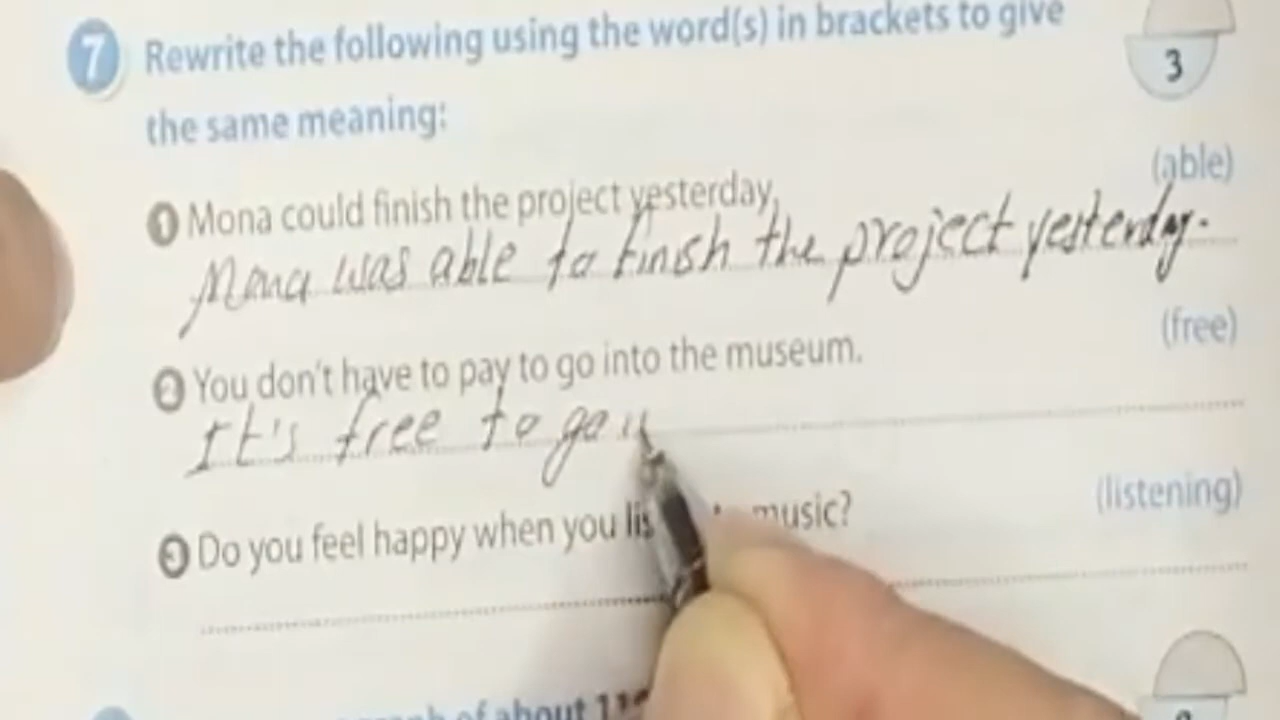 7 Rewrite the following using the word(s) in brackets to give
3
the same meaning:
(able)
1 Mona could finish the project yesterday.
Mona was able to finish the project yesterday.
(free)
2 You don't have to pay to go into the museum.
It's free to go
(listening)
3 Do you feel happy when you music?
of about